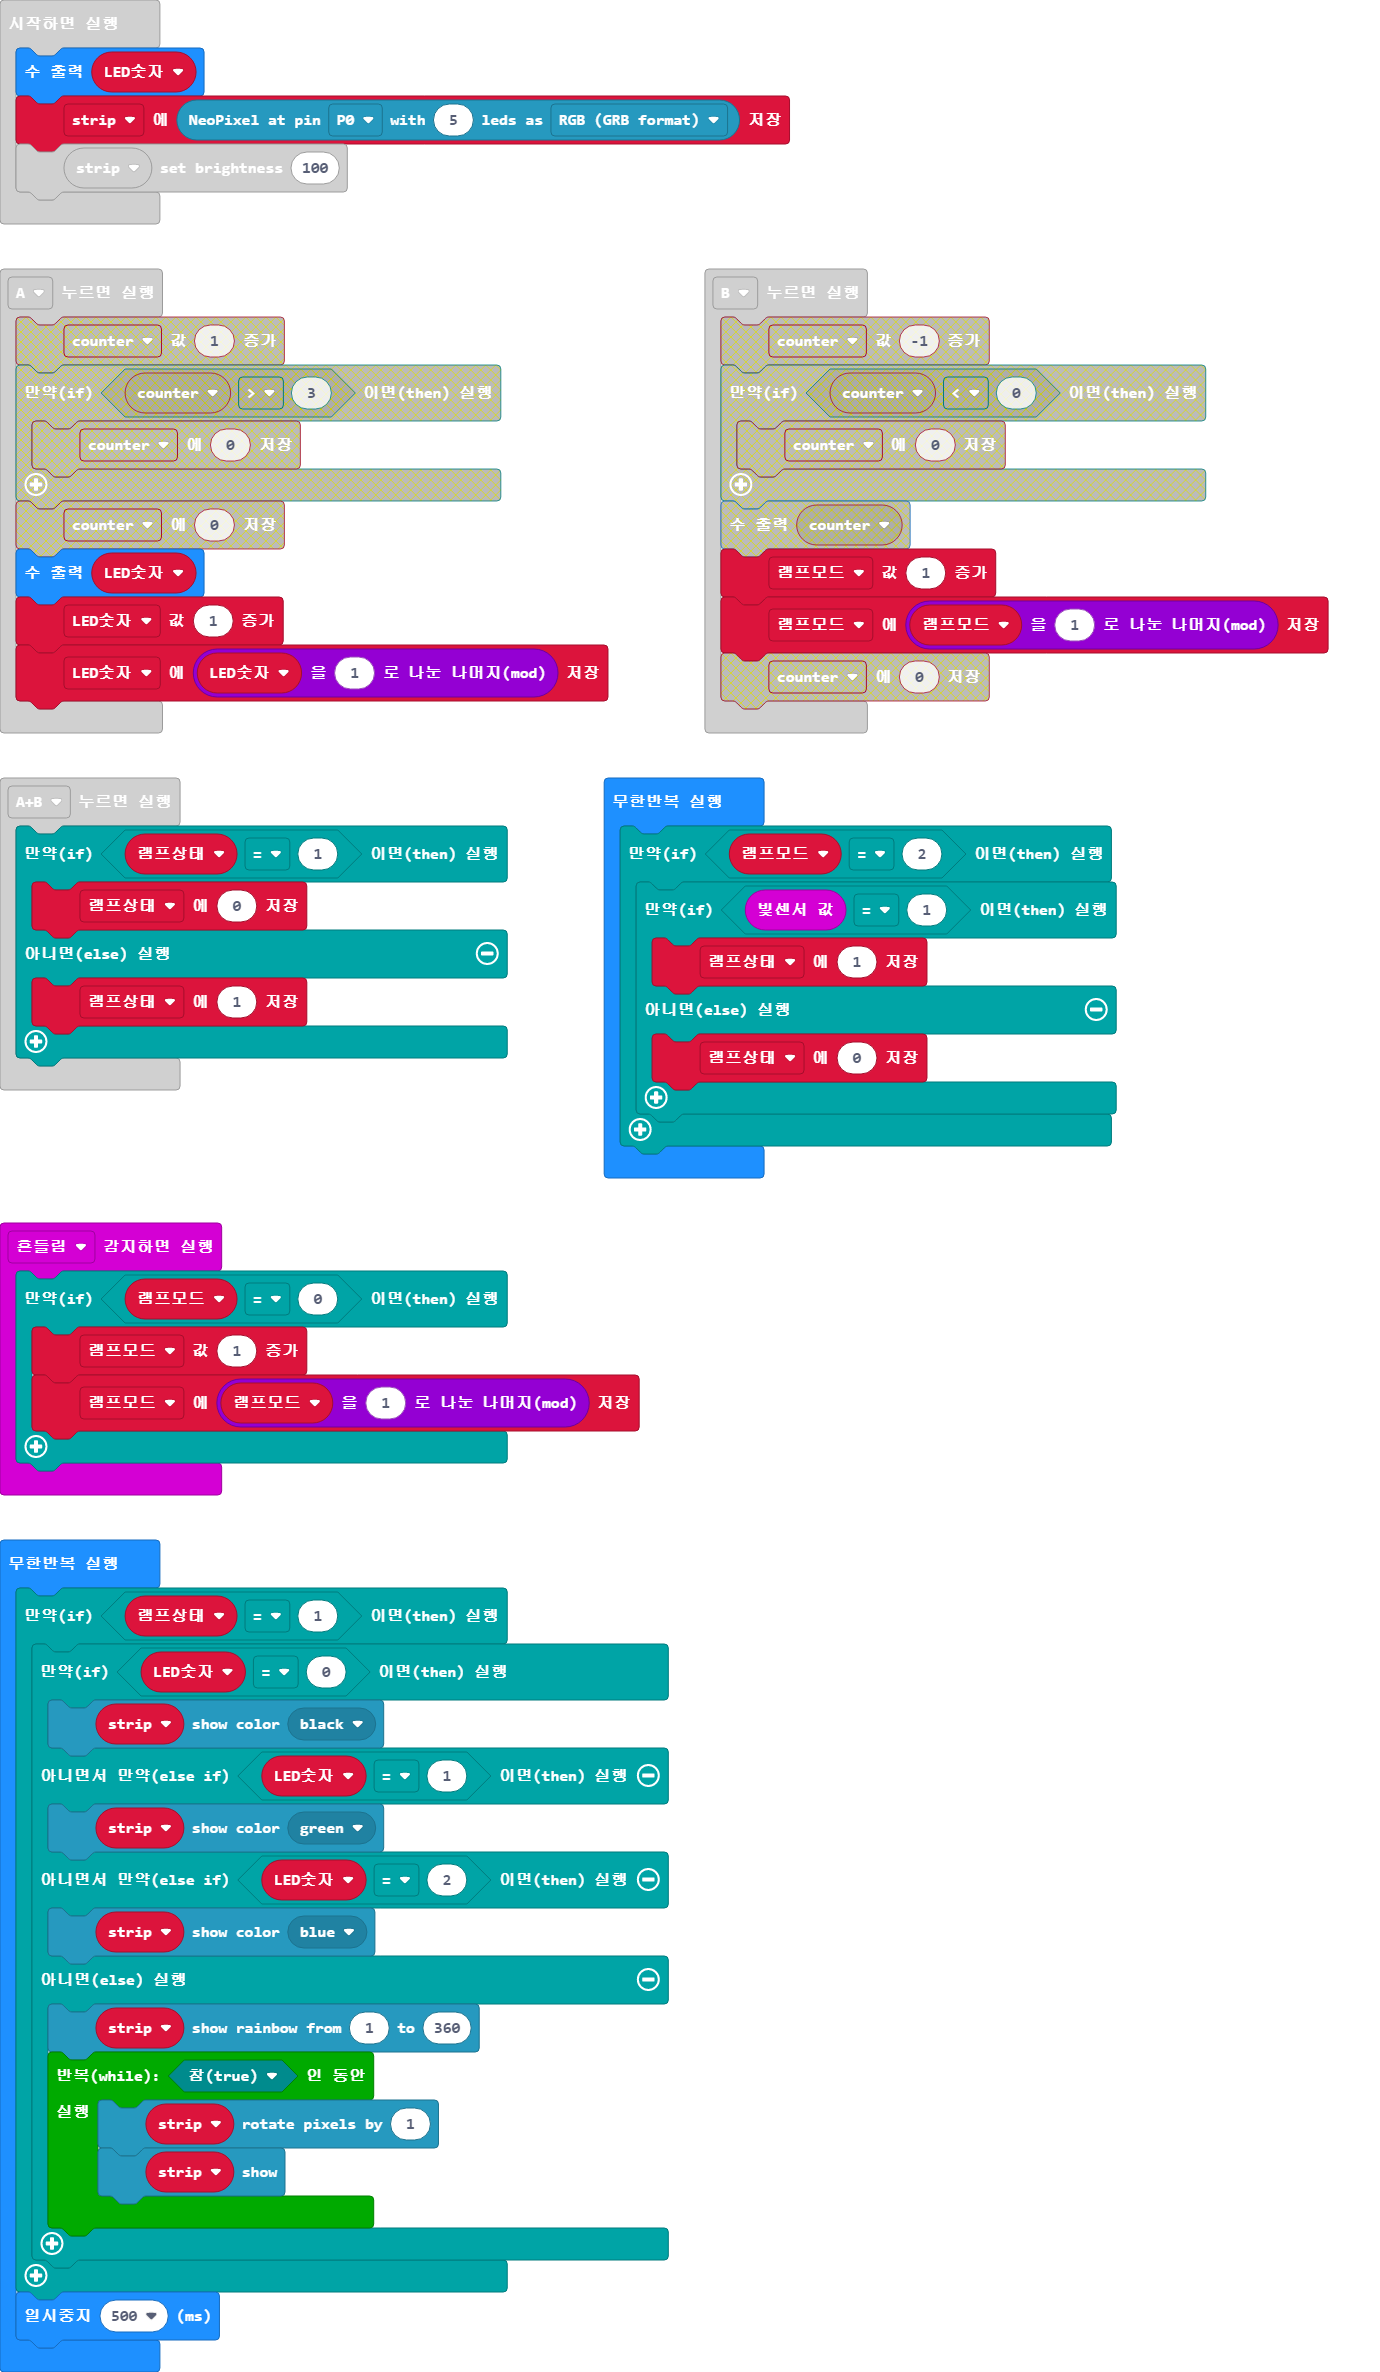 시작하면 실행
수 출력 LED숫자
strip 에 NeoPixel at pin P0 with 5 leds as RGB (GRB format) 저장
strip set brightness 100
A 누르면 실행
counter 값 1 증가
만약(if) counter > 3 이면(then) 실행
counter 에 0 저장
counter 에 0 저장
수 출력 LED숫자
LED숫자 값 1 증가
LED숫자 에 LED숫자 을 1 로 나눈 나머지(mod) 저장
B 누르면 실행
counter 값 -1 증가
만약(if) counter < 0 이면(then) 실행
counter 에 0 저장
수 출력 counter
램프모드 값 1 증가
램프모드 에 램프모드 을 1 로 나눈 나머지(mod) 저장
counter 에 0 저장
A+B 누르면 실행
만약(if) 램프상태 = 1 이면(then) 실행
램프상태 에 0 저장
아니면(else) 실행
램프상태 에 1 저장
무한반복 실행
만약(if) 램프모드 = 2 이면(then) 실행
만약(if) 빛센서 값 = 1 이면(then) 실행
램프상태 에 1 저장
아니면(else) 실행
램프상태 에 0 저장
흔들림 감지하면 실행
만약(if) 램프모드 = 0 이면(then) 실행
램프모드 값 1 증가
램프모드 에 램프모드 을 1 로 나눈 나머지(mod) 저장
무한반복 실행
만약(if) 램프상태 = 1 이면(then) 실행
만약(if) LED숫자 = 0 이면(then) 실행
strip show color black
아니면서 만약(else if) LED숫자 = 1 이면(then) 실행
strip show color green
아니면서 만약(else if) LED숫자 = 2 이면(then) 실행
strip show color blue
아니면(else) 실행
strip show rainbow from 1 to 360
반복(while): 참(true) 인 동안
실행 strip rotate pixels by 1
strip show
일시중지 500 (ms)